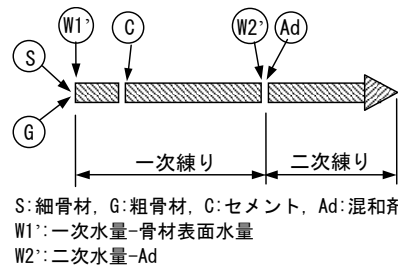 W1' C W2' Ad
S
G
一次練り 二次練り
S:細骨材, G:粗骨材, C:セメント, Ad:混和剤
W1':一次水量-骨材表面水量
W2':二次水量-Ad